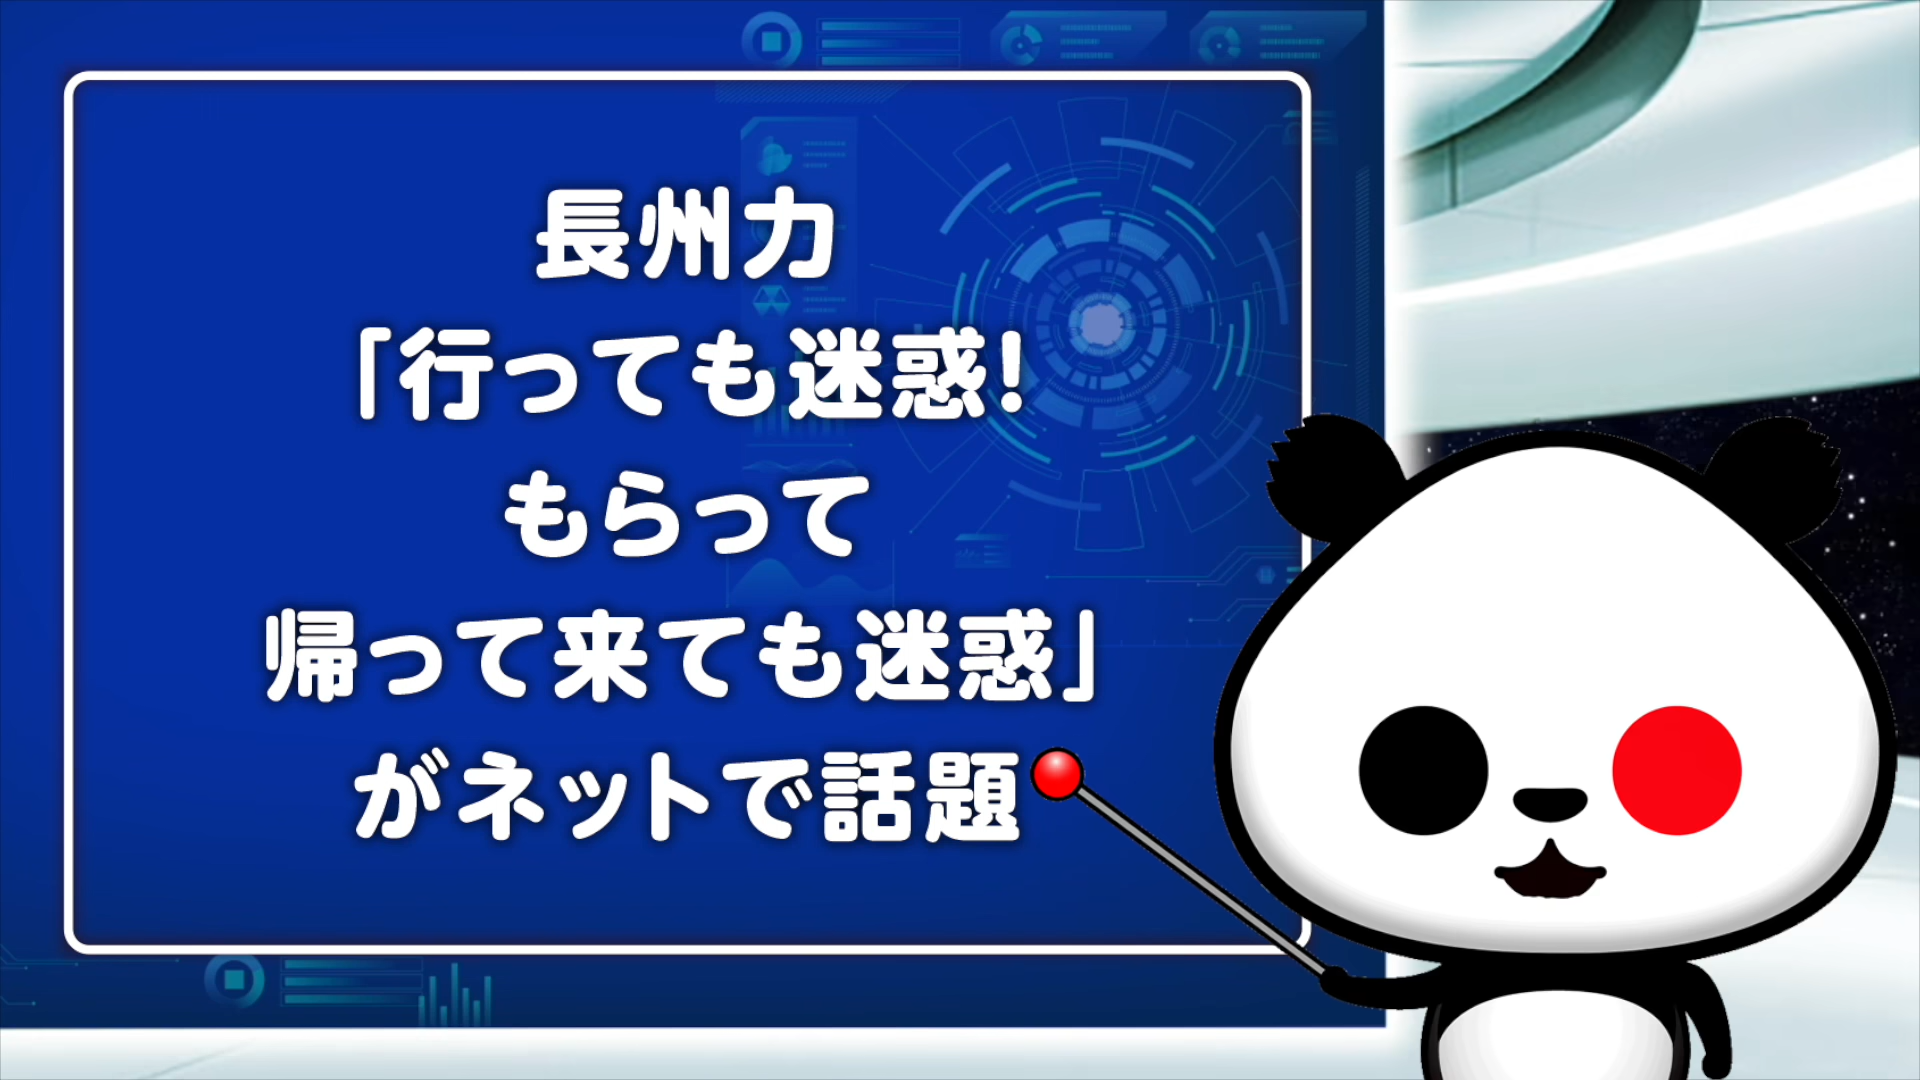 長州力
「行っても迷惑！
もらって
帰って来ても迷惑」
がネットで話題